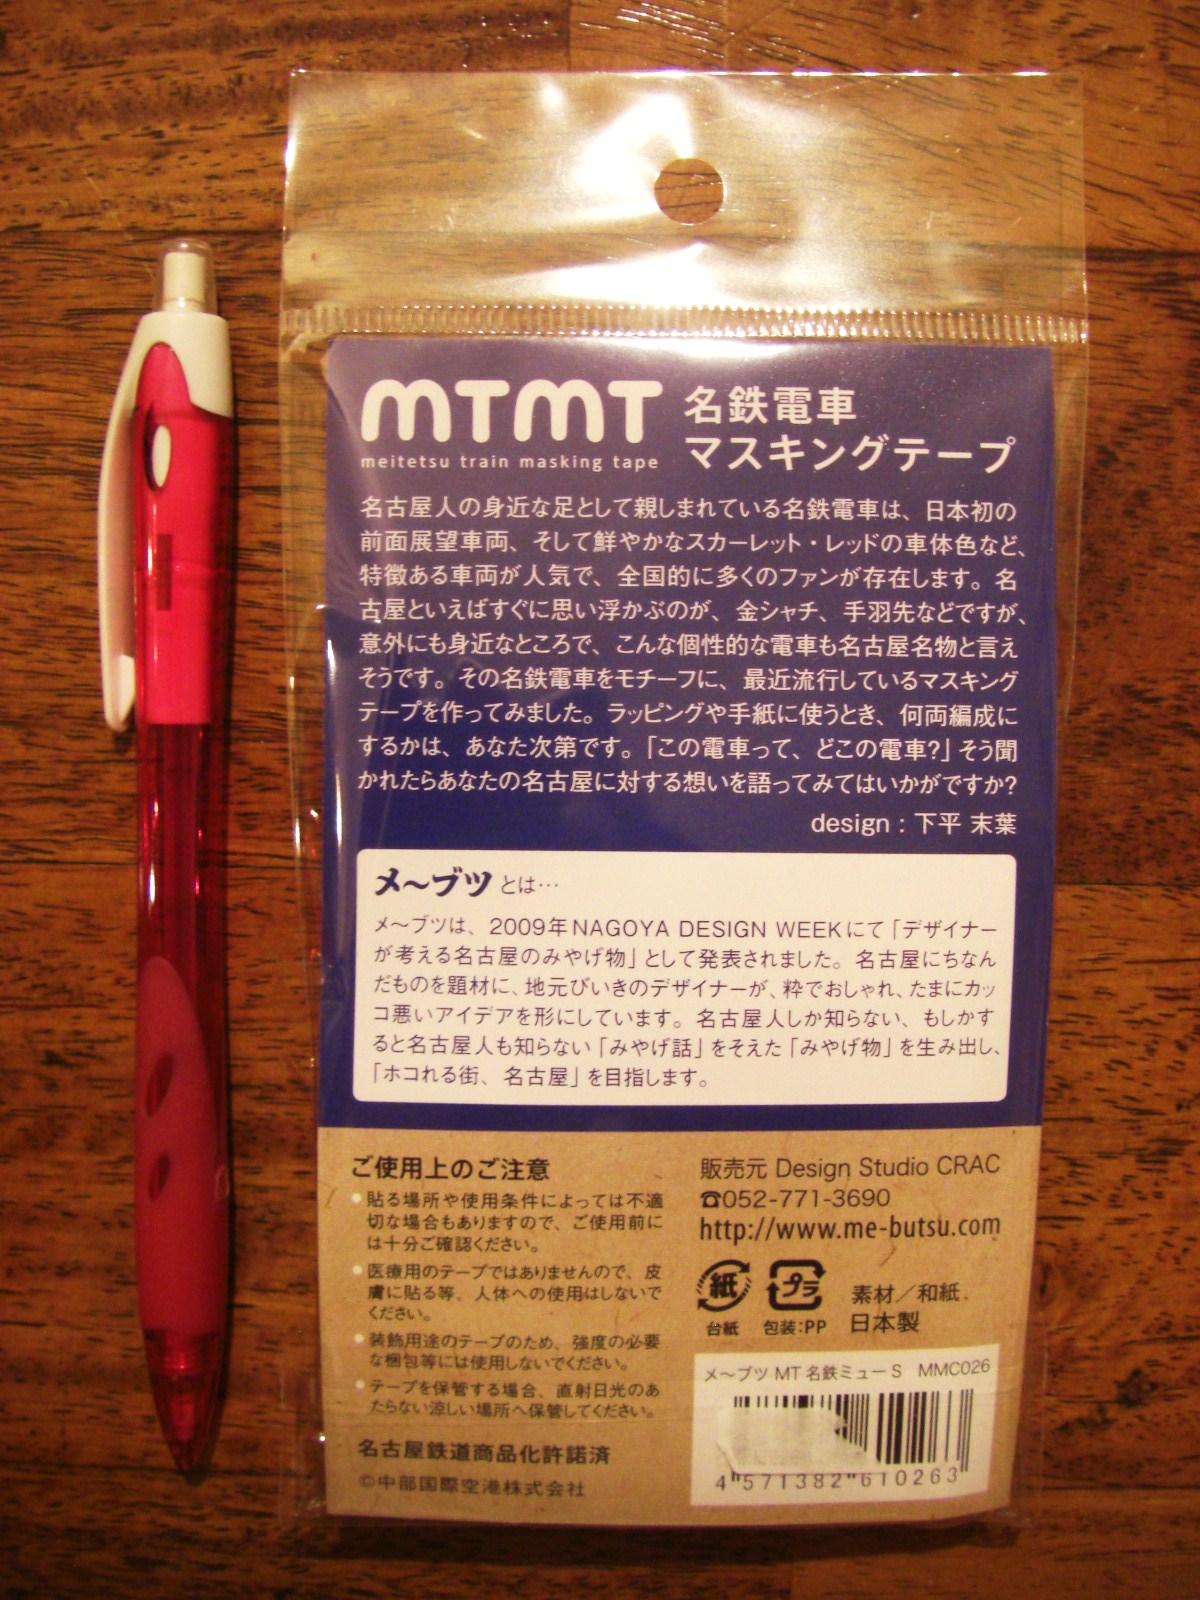 mTmT
meitetsu train masking tape
名鉄電車
マスキングテープ
名古屋人の身近な足として親しまれている名鉄電車は、日本初の
前面展望車両、そして鮮やかなスカーレット・レッドの車体色など、
特徴ある車両が人気で、全国的に多くのファンが存在します。名
古屋といえばすぐに思い浮かぶのが、金シャチ、手羽先などですが、
意外にも身近なところで、こんな個性的な電車も名古屋名物と言え
そうです。その名鉄電車をモチーフに、最近流行しているマスキング
テープを作ってみました。ラッピングや手紙に使うとき、何両編成に
するかは、あなた次第です。「この電車って、どこの電車?」そう聞
かれたらあなたの名古屋に対する想いを語ってみてはいかがですか?
design : 下平 末葉
メ〜ブツ とは…
メ〜ブツは、2009年NAGOYA DESIGN WEEKにて「デザイナー
が考える名古屋のみやげ物」として発表されました。名古屋にちなん
だものを題材に、地元びいきのデザイナーが、粋でおしゃれ、たまにカッ
コ悪いアイデアを形にしています。名古屋人しか知らない、もしかす
ると名古屋人も知らない「みやげ話」をそえた「みやげ物」を生み出し、
「ホコれる街、名古屋」を目指します。
ご使用上のご注意
●貼る場所や使用条件によっては不適
切な場合もありますので、ご使用前に
は十分ご確認ください。
●医療用のテープではありませんので、皮
膚に貼る等、人体への使用はしないで
ください。
●装飾用途のテープのため、強度の必要
な梱包等には使用しないでください。
●テープを保管する場合、直射日光のあ
たらない涼しい場所へ保管してください。
名古屋鉄道商品化許諾済
©中部国際空港株式会社
販売元 Design Studio CRAC
☎052-771-3690
http://www.me-butsu.com
紙
台紙
プラ
包装:PP
素材／和紙
日本製
メ〜ブツ MT 名鉄ミュー S MMC026
4"571382"610263"